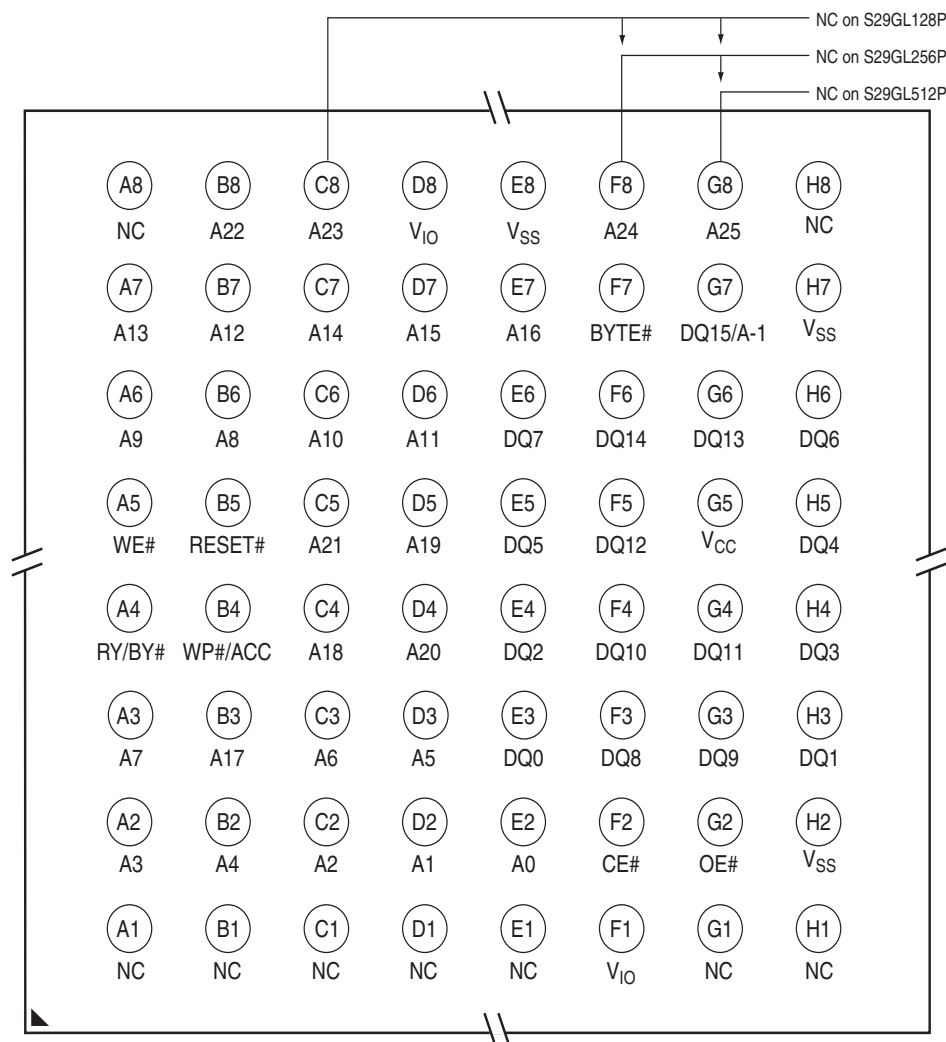 NC on S29GL128P
NC on S29GL256P
NC on S29GL512P
A8 B8 C8 D8 E8 F8 G8 H8
NC A22 A23 VIO VSS A24 A25 NC
A7 B7 C7 D7 E7 F7 G7 H7
A13 A12 A14 A15 A16 BYTE# DQ15/A-1 VSS
A6 B6 C6 D6 E6 F6 G6 H6
A9 A8 A10 A11 DQ7 DQ14 DQ13 DQ6
A5 B5 C5 D5 E5 F5 G5 H5
WE# RESET# A21 A19 DQ5 DQ12 VCC DQ4
A4 B4 C4 D4 E4 F4 G4 H4
RY/BY# WP#/ACC A18 A20 DQ2 DQ10 DQ11 DQ3
A3 B3 C3 D3 E3 F3 G3 H3
A7 A17 A6 A5 DQ0 DQ8 DQ9 DQ1
A2 B2 C2 D2 E2 F2 G2 H2
A3 A4 A2 A1 A0 CE# OE# VSS
A1 B1 C1 D1 E1 F1 G1 H1
NC NC NC NC NC VIO NC NC